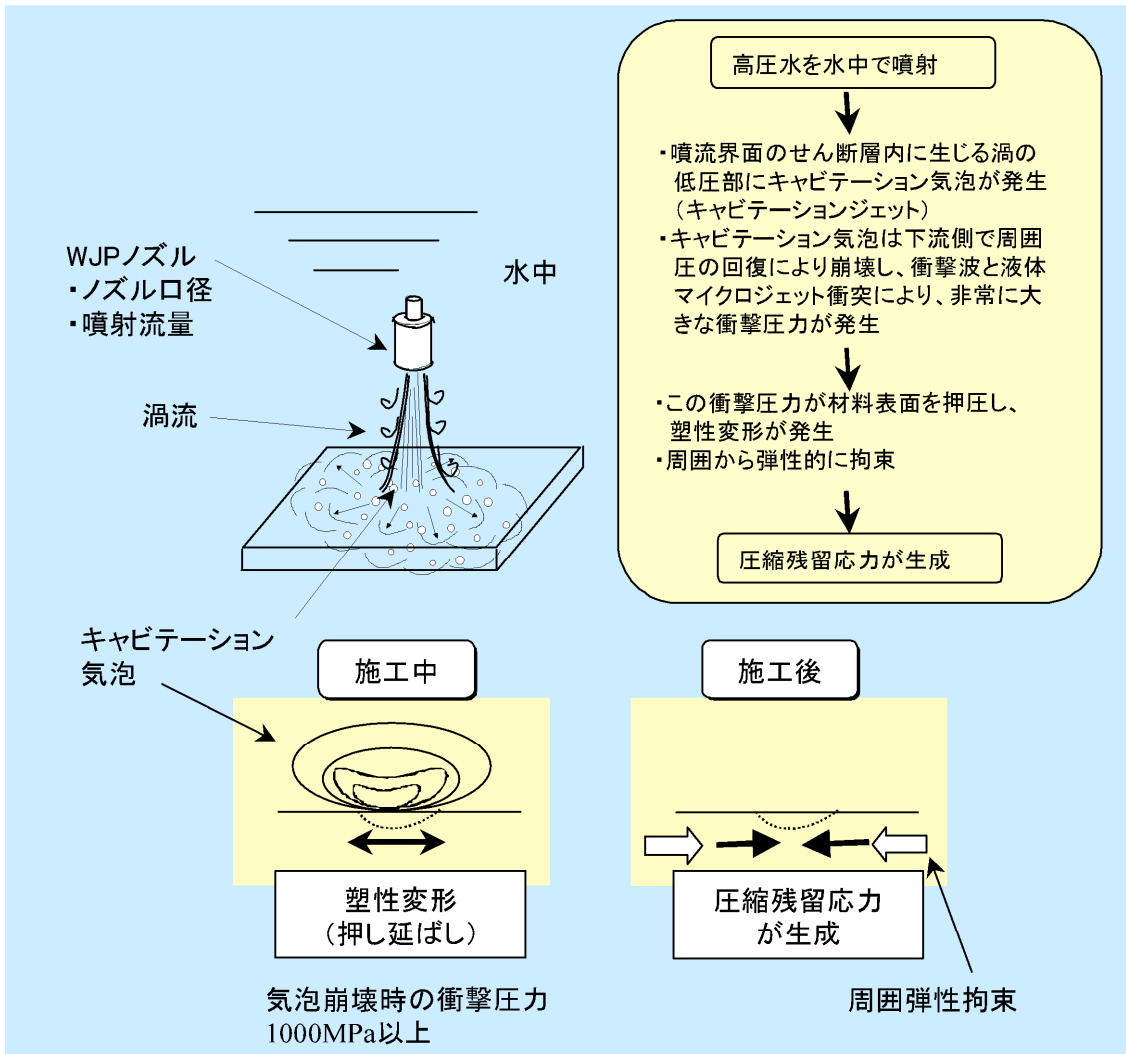 高圧水を水中で噴射
・噴流界面のせん断層内に生じる渦の
低圧部にキャビテーション気泡が発生
（キャビテーションジェット）
・キャビテーション気泡は下流側で周囲
圧の回復により崩壊し、衝撃波と液体
マイクロジェット衝突により、非常に大
きな衝撃圧力が発生
・この衝撃圧力が材料表面を押圧し、
塑性変形が発生
・周囲から弾性的に拘束
圧縮残留応力が生成
WJPノズル
・ノズル口径
・噴射流量
水中
渦流
キャビテーション
気泡
施工中
塑性変形
（押し延ばし）
気泡崩壊時の衝撃圧力
1000MPa以上
施工後
圧縮残留応力
が生成
周囲弾性拘束